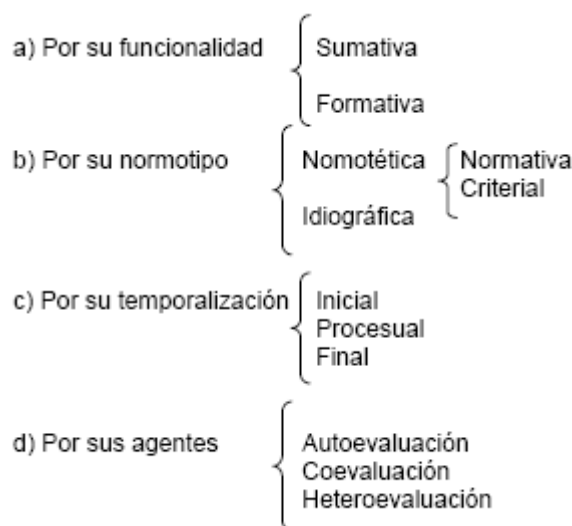 a) Por su funcionalidad Sumativa
Formativa
b) Por su normotipo Nomotética Normativa
Criterial
Idiográfica
c) Por su temporalización Inicial
Procesual
Final
d) Por sus agentes Autoevaluación
Coevaluación
Heteroevaluación